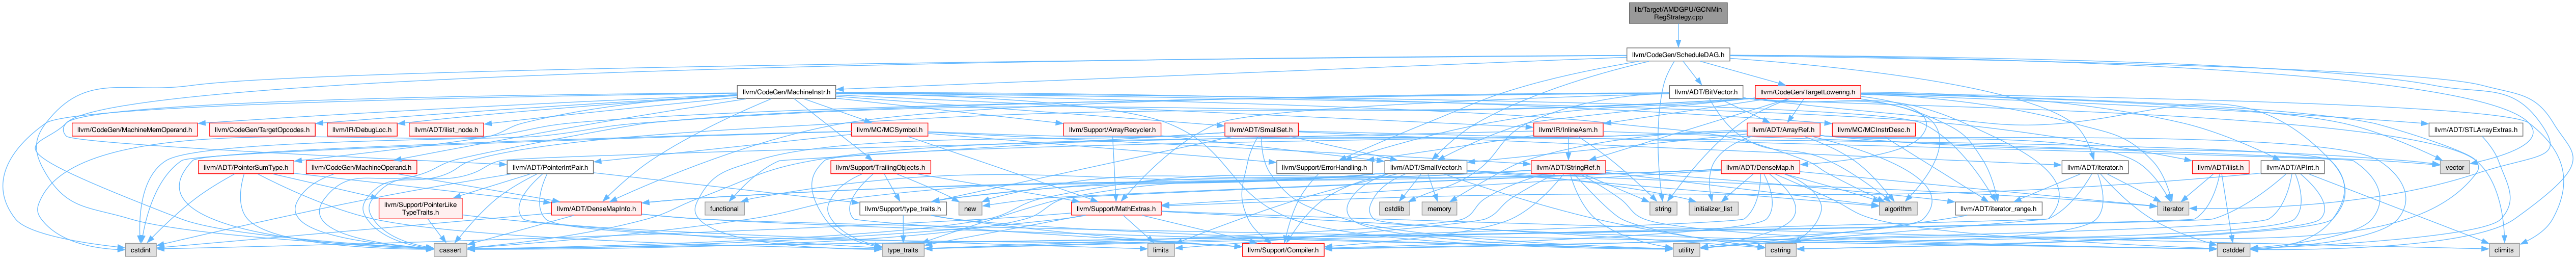 lib/Target/AMDGPU/GCNMin
RegStrategy.cpp
llvm/CodeGen/ScheduleDAG.h
llvm/CodeGen/MachineInstr.h
llvm/ADT/BitVector.h
llvm/CodeGen/TargetLowering.h
llvm/CodeGen/MachineMemOperand.h
llvm/CodeGen/TargetOpcodes.h
llvm/IR/DebugLoc.h
llvm/ADT/ilist_node.h
llvm/MC/MCSymbol.h
llvm/Support/ArrayRecycler.h
llvm/ADT/SmallSet.h
llvm/IR/InlineAsm.h
llvm/ADT/ArrayRef.h
llvm/MC/MCInstrDesc.h
llvm/ADT/STLArrayExtras.h
llvm/ADT/PointerSumType.h
llvm/CodeGen/MachineOperand.h
llvm/ADT/PointerIntPair.h
llvm/Support/TrailingObjects.h
llvm/Support/ErrorHandling.h
llvm/ADT/SmallVector.h
llvm/ADT/StringRef.h
llvm/ADT/DenseMap.h
llvm/ADT/iterator.h
llvm/ADT/ilist.h
llvm/ADT/APInt.h
vector
llvm/Support/PointerLike
TypeTraits.h
llvm/ADT/DenseMapInfo.h
functional
llvm/Support/type_traits.h
new
llvm/Support/MathExtras.h
cstdlib
memory
string
initializer_list
algorithm
llvm/ADT/iterator_range.h
iterator
cstdint
cassert
type_traits
limits
llvm/Support/Compiler.h
utility
cstring
cstddef
climits